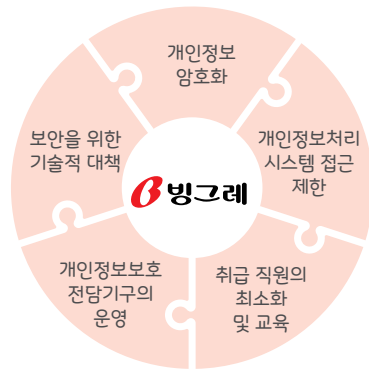 개인정보
암호화
개인정보처리
시스템 접근
제한
취급 직원의
최소화
및 교육
개인정보보호
전담기구의
운영
보안을 위한
기술적 대책
빙그레